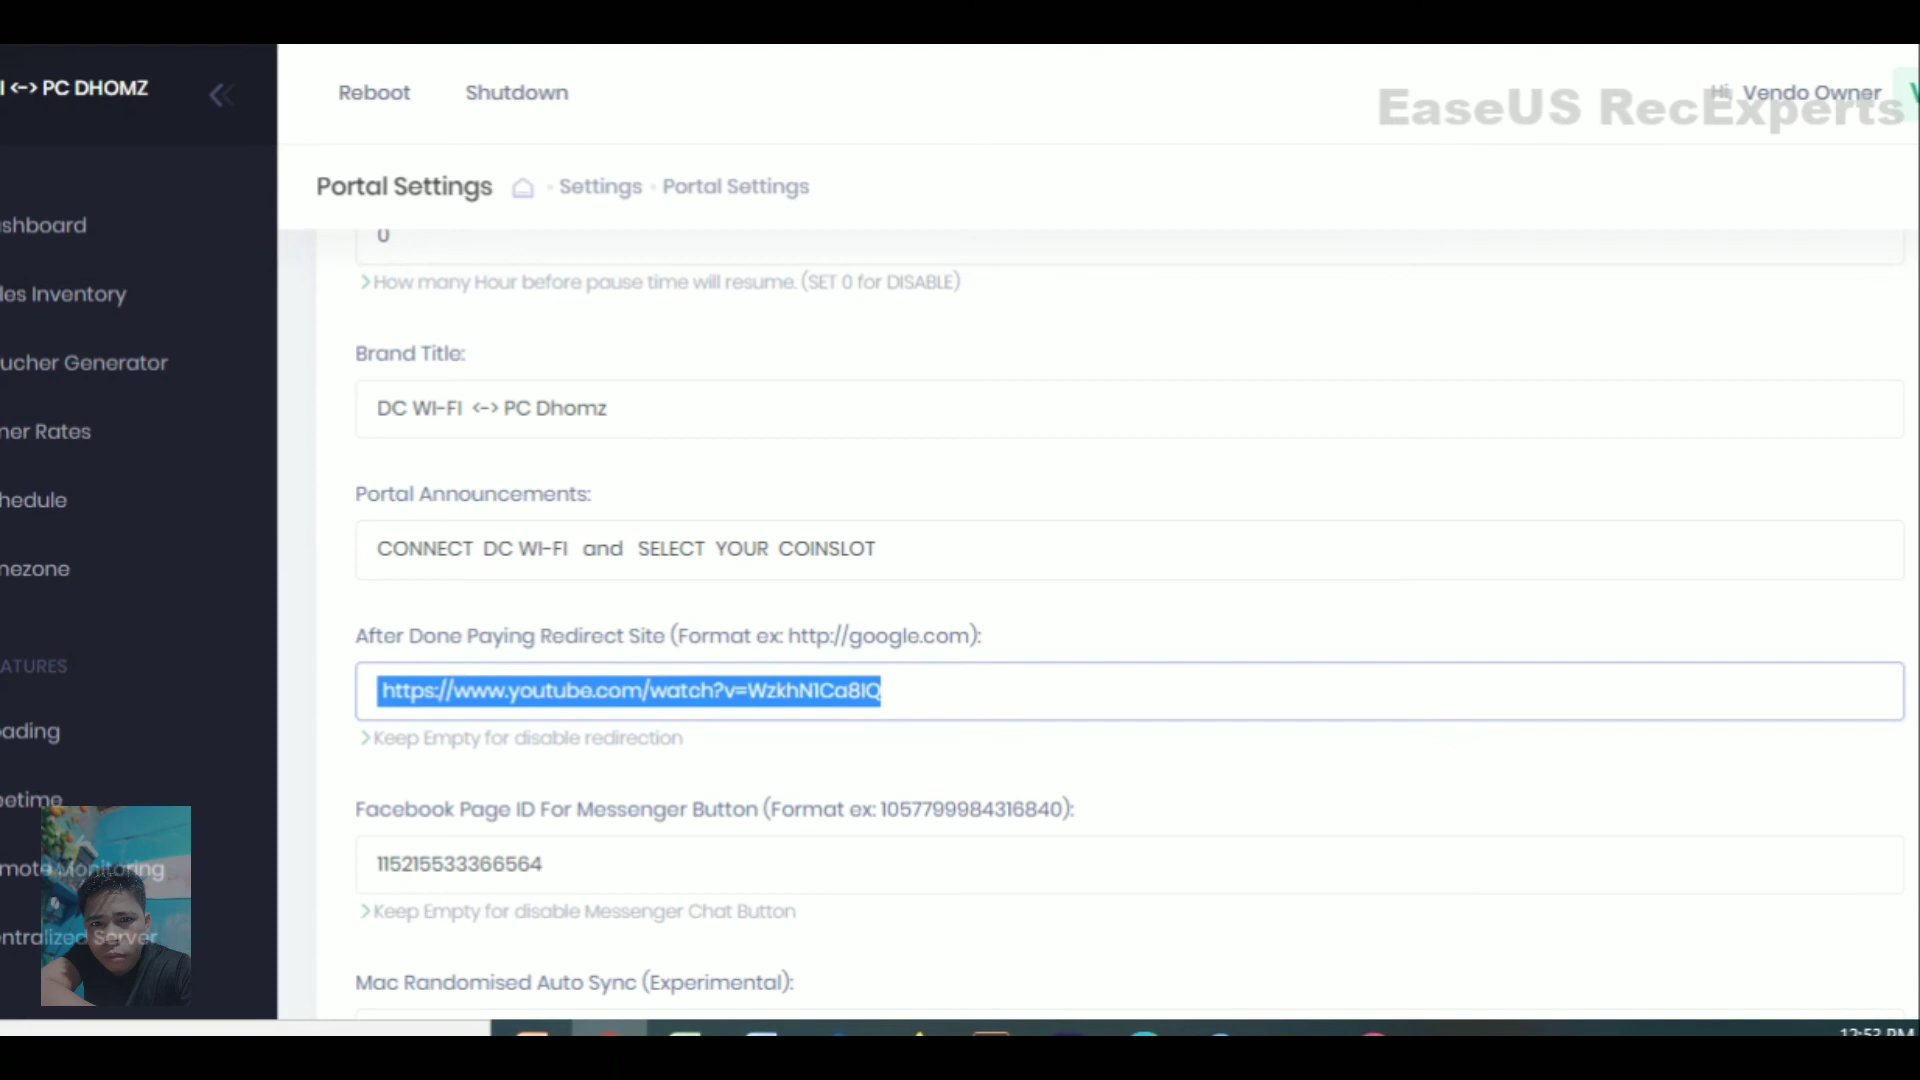 I <-> PC DHOMZ
Reboot
Shutdown
Hi, Vendo Owner
EaseUS RecExperts
Portal Settings
Settings
Portal Settings
shboard
les Inventory
ucher Generator
ner Rates
hedule
nezone
ATURES
ading
etime
mote Monitoring
ntralized Server
0
>How many Hour before pause time will resume. (SET 0 for DISABLE)
Brand Title:
DC WI-FI <-> PC Dhomz
Portal Announcements:
CONNECT DC WI-FI and SELECT YOUR COINSLOT
After Done Paying Redirect Site (Format ex: http://google.com):
https://www.youtube.com/watch?v=WzkhN1Ca8IQ
>Keep Empty for disable redirection
Facebook Page ID For Messenger Button (Format ex: 1057799984316840):
115215533366564
>Keep Empty for disable Messenger Chat Button
Mac Randomised Auto Sync (Experimental):
12:53 PM